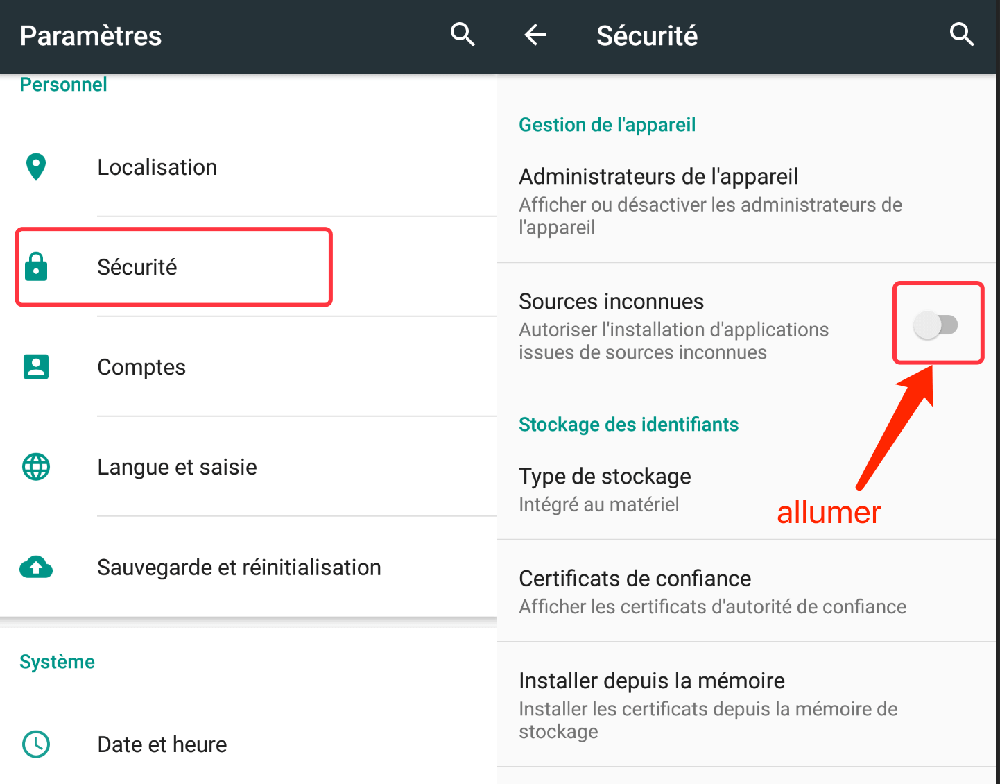 Paramètres
Personnel
Localisation
Sécurité
Comptes
Langue et saisie
Sauvegarde et réinitialisation
Système
Date et heure
Sécurité
Gestion de l'appareil
Administrateurs de l'appareil
Afficher ou désactiver les administrateurs de
l'appareil
Sources inconnues
Autoriser l'installation d'applications
issues de sources inconnues
Stockage des identifiants
Type de stockage
Intégré au matériel
allumer
Certificats de confiance
Afficher les certificats d'autorité de confiance
Installer depuis la mémoire
Installer les certificats depuis la mémoire de
stockage